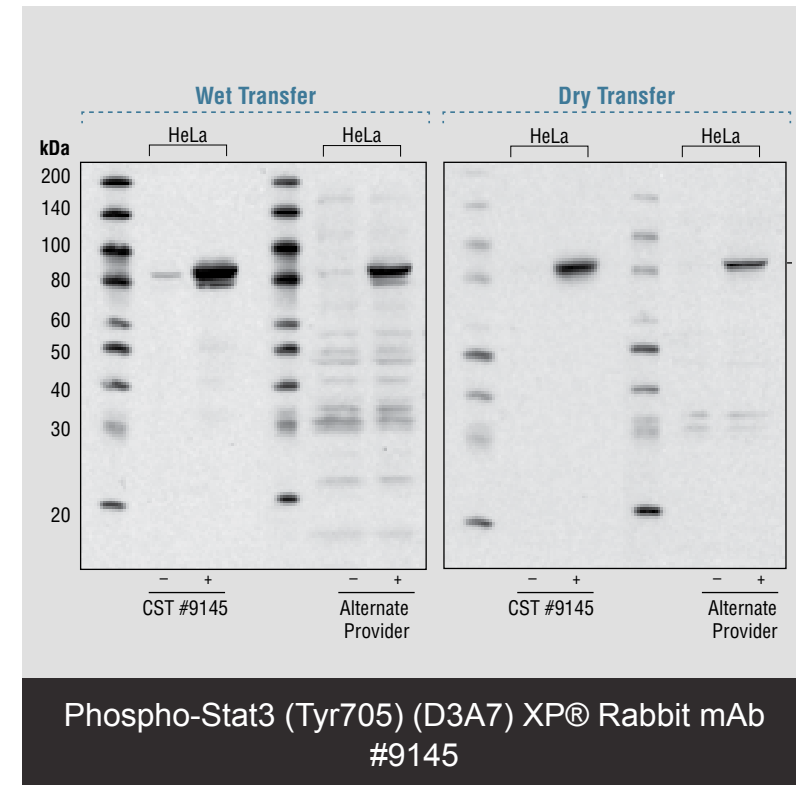 Wet Transfer Dry Transfer
HeLa HeLa HeLa HeLa
kDa
200
140
100
80
60
50
40
30
20
– + – + – + – +
CST #9145 Alternate CST #9145 Alternate
Provider Provider
Phospho-Stat3 (Tyr705) (D3A7) XP® Rabbit mAb
#9145